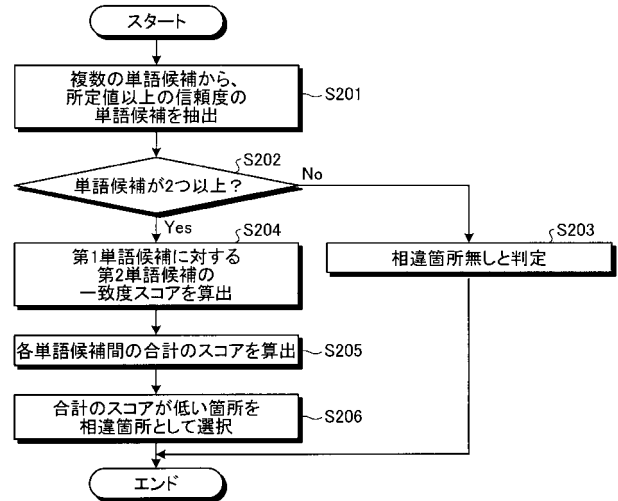 スタート
複数の単語候補から、
所定値以上の信頼度の
単語候補を抽出
S201
S202
単語候補が2つ以上?
No
Yes
S204
第1単語候補に対する
第2単語候補の
一致度スコアを算出
S203
相違箇所無しと判定
各単語候補間の合計のスコアを算出
S205
合計のスコアが低い箇所を
相違箇所として選択
S206
エンド